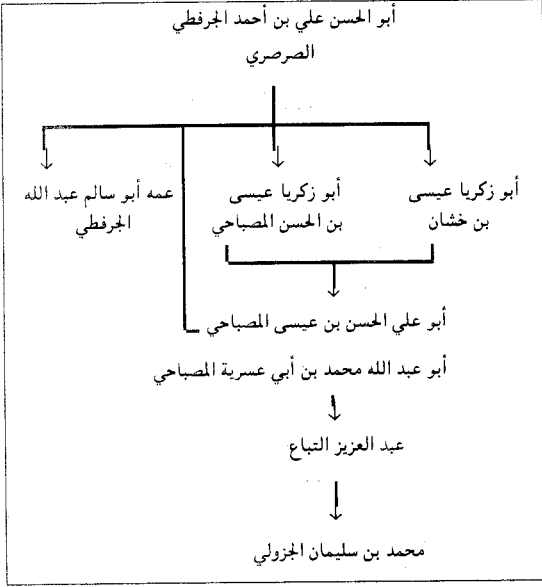 أبو الحسن علي بن أحمد الجرفطي
الصرصري
أبو زكريا عيسى
بن خشان
أبو زكريا عيسى
بن الحسن المصباحي
عمه أبو سالم عبد الله
الجرفطي
أبو علي الحسن بن عيسى المصباحي
أبو عبد الله محمد بن أبي عسرية المصباحي
عبد العزيز التباع
محمد بن سليمان الجزولي